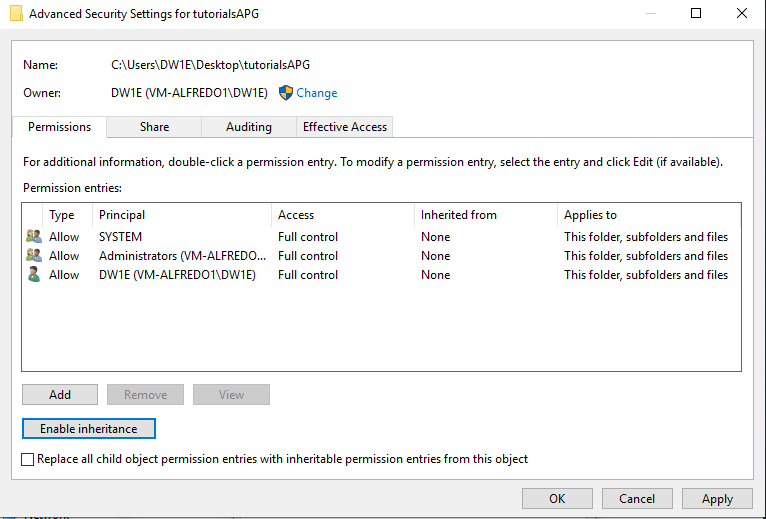 Advanced Security Settings for tutorialsAPG
Name: C:\Users\DW1E\Desktop\tutorialsAPG
Owner: DW1E (VM-ALFREDO1\DW1E) Change
Permissions Share Auditing Effective Access
For additional information, double-click a permission entry. To modify a permission entry, select the entry and click Edit (if available).
Permission entries:
Type Principal Access Inherited from Applies to
Allow SYSTEM Full control None This folder, subfolders and files
Allow Administrators (VM-ALFREDO... Full control None This folder, subfolders and files
Allow DW1E (VM-ALFREDO1\DW1E) Full control None This folder, subfolders and files
Add Remove View
Enable inheritance
Replace all child object permission entries with inheritable permission entries from this object
OK Cancel Apply